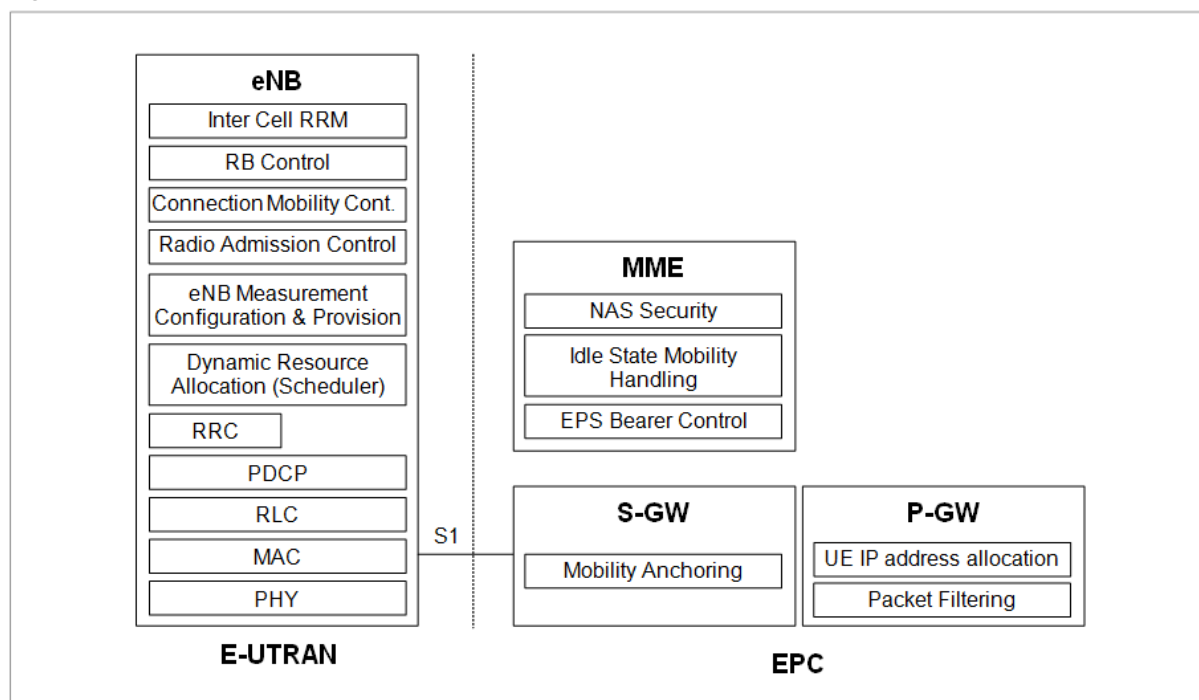 eNB
Inter Cell RRM
RB Control
Connection Mobility Cont.
Radio Admission Control
eNB Measurement
Configuration & Provision
Dynamic Resource
Allocation (Scheduler)
RRC
PDCP
RLC
MAC
PHY
E-UTRAN
S1
MME
NAS Security
Idle State Mobility
Handling
EPS Bearer Control
S-GW
Mobility Anchoring
P-GW
UE IP address allocation
Packet Filtering
EPC